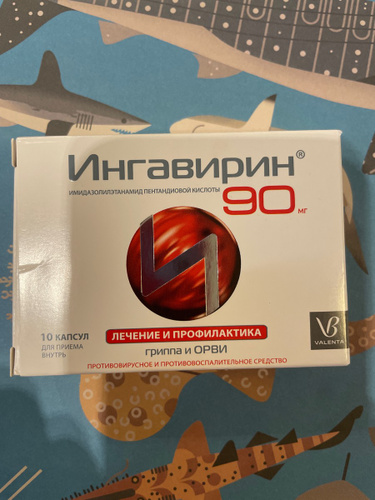 Ингавирин®
ИМИДАЗОЛИЛЭТАНАМИД ПЕНТАНДИОВОЙ КИСЛОТЫ
90 мг
10 КАПСУЛ
ДЛЯ ПРИЕМА
ВНУТРЬ
ЛЕЧЕНИЕ И ПРОФИЛАКТИКА
гриппа и ОРВИ
VALENTA
ПРОТИВОВИРУСНОЕ И ПРОТИВОВОСПАЛИТЕЛЬНОЕ СРЕДСТВО